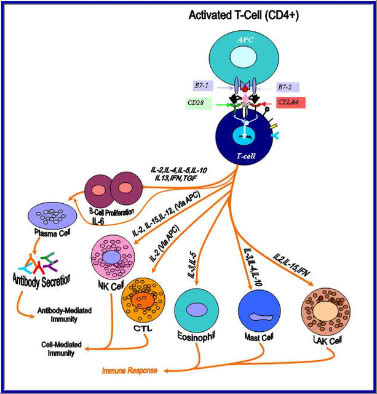 Activated T-Cell (CD4+)
APC
B7-1
B7-2
CD28
CTLA4
T-cell
IL-2,IL-4,IL-5,IL-10
IL13,IFN,TGF
B-Cell Proliferation
IL-6
Plasma Cell
IL-2, IL-15,IL-12, (Via APC)
IL-2 (Via APC)
IL-3,IL-5
IL-3,IL-4,IL-10
IL2,IL-15,IFN
Antibody Secretion
NK Cell
CTL
Eosinophil
Mast Cell
LAK Cell
Antibody-Mediated
Immunity
Cell-Mediated
Immunity
Immune Response